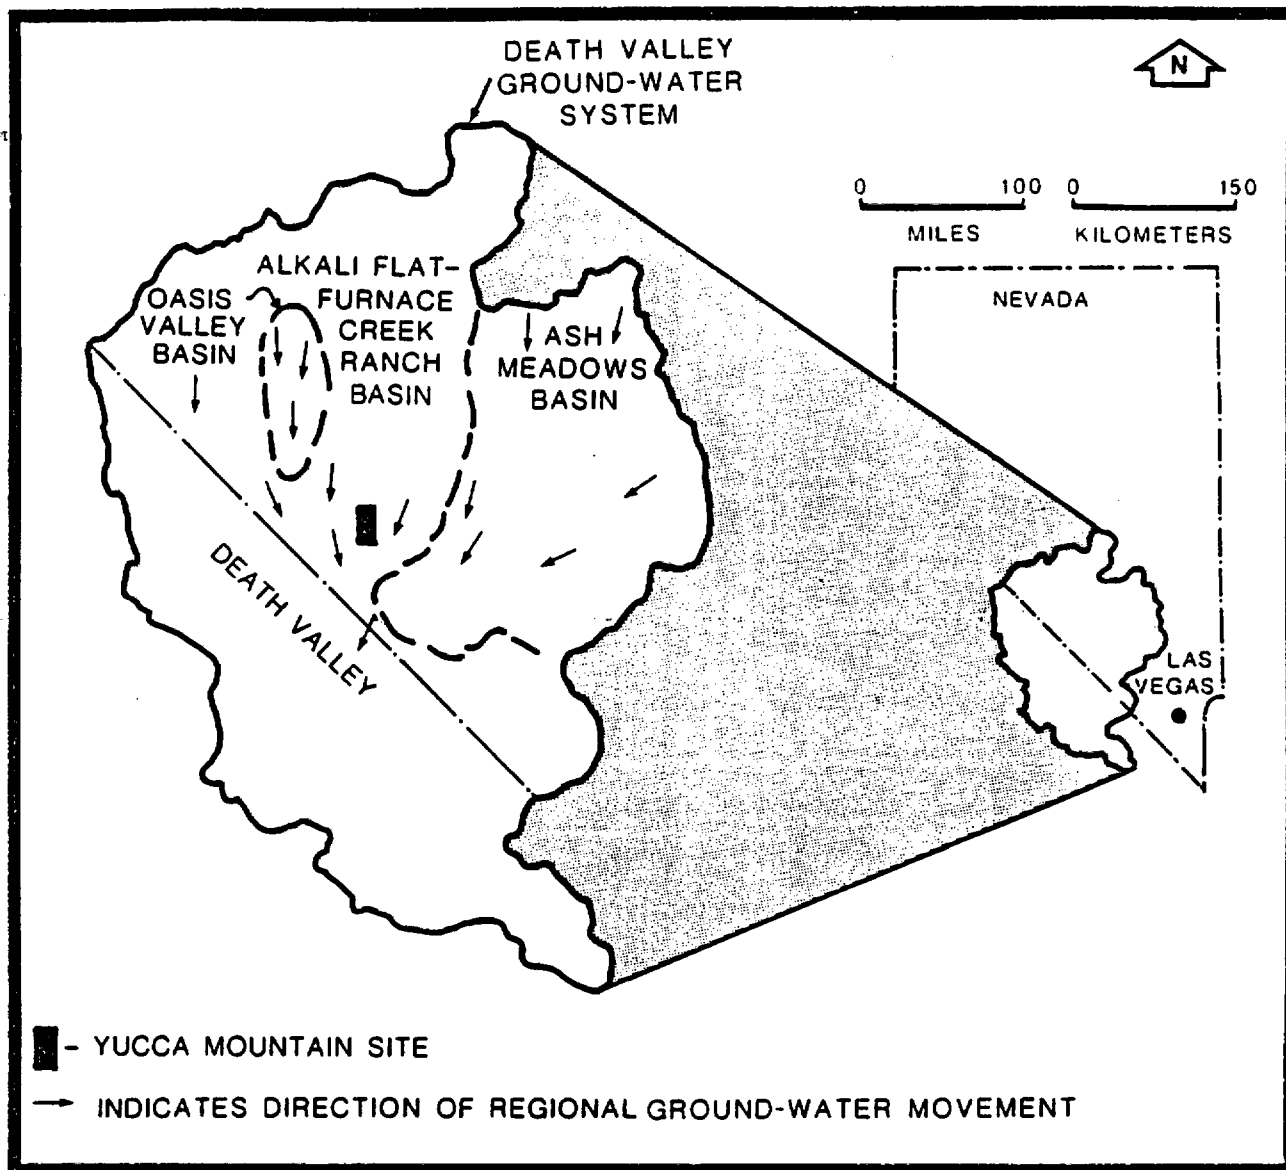 DEATH VALLEY
GROUND-WATER
SYSTEM
N
0 100 0 150
MILES KILOMETERS
NEVADA
ALKALI FLAT-
FURNACE
CREEK
RANCH
BASIN
OASIS
VALLEY
BASIN
ASH
MEADOWS
BASIN
DEATH VALLEY
LAS
VEGAS
- YUCCA MOUNTAIN SITE
INDICATES DIRECTION OF REGIONAL GROUND-WATER MOVEMENT